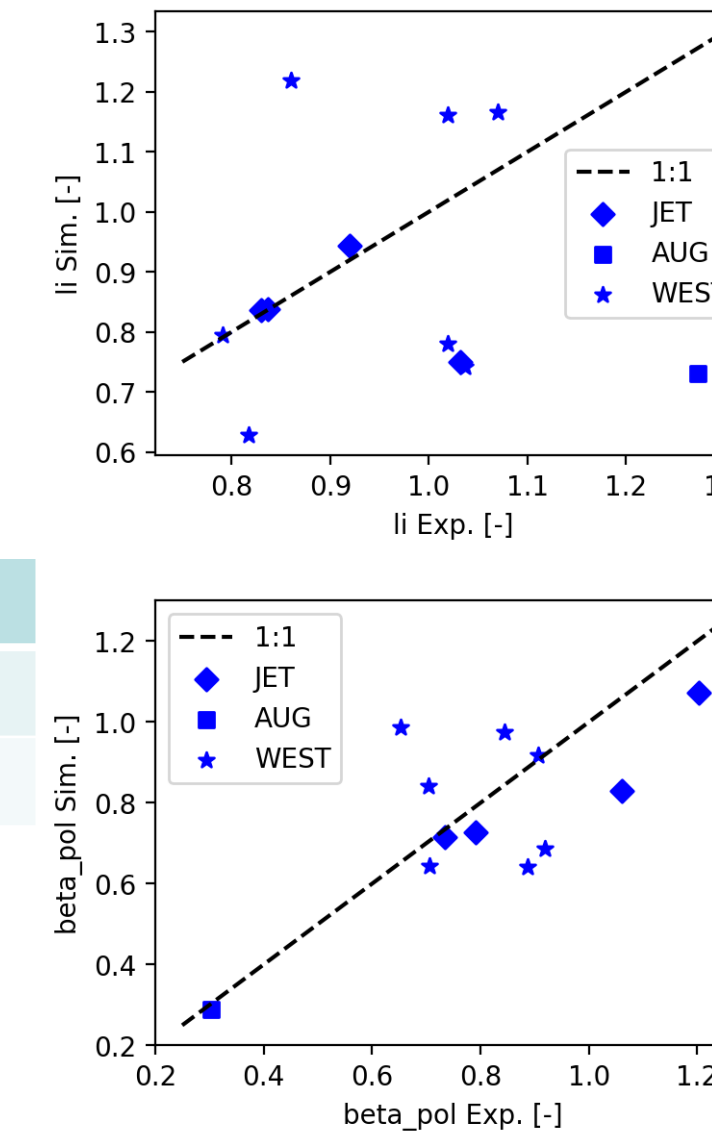 1.3
1.2
1.1
1.0
0.9
0.8
0.7
0.6
li Sim. [-]
1:1
JET
AUG
WEST
0.8 0.9 1.0 1.1 1.2
li Exp. [-]
1.2
1.0
0.8
0.6
0.4
0.2
beta_pol Sim. [-]
1:1
JET
AUG
WEST
0.2 0.4 0.6 0.8 1.0 1.2
beta_pol Exp. [-]